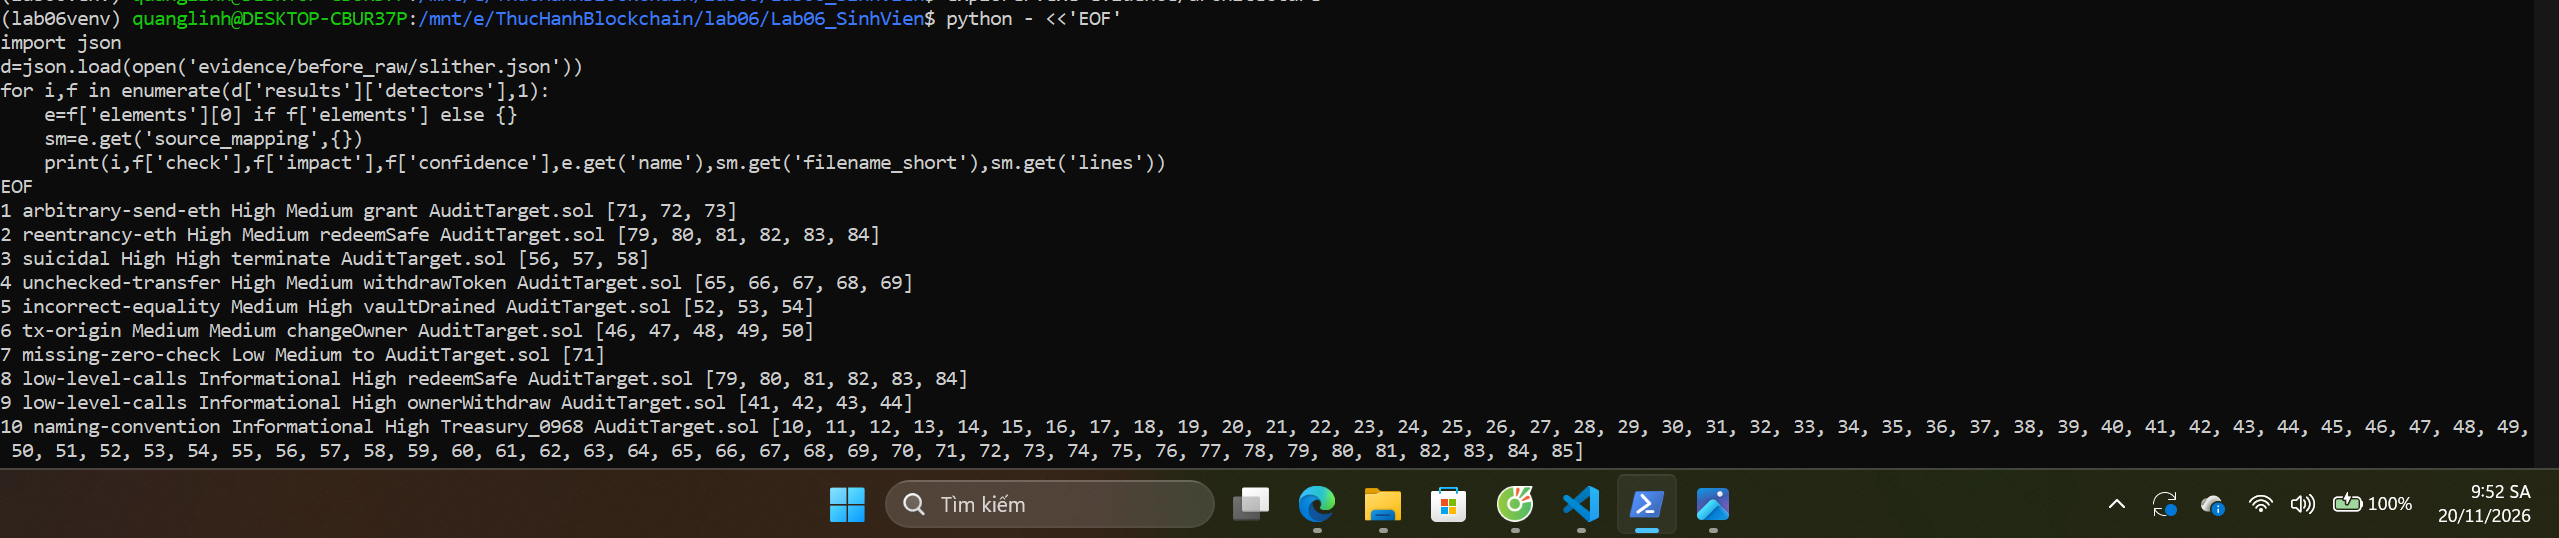 (lab06venv) quanglinh@DESKTOP-CBUR37P:/mnt/e/ThucHanhBlockchain/lab06/Lab06_SinhVien$ python - <<'EOF'
import json
d=json.load(open('evidence/before_raw/slither.json'))
for i,f in enumerate(d['results']['detectors'],1):
    e=f['elements'][0] if f['elements'] else {}
    sm=e.get('source_mapping',{})
    print(i,f['check'],f['impact'],f['confidence'],e.get('name'),sm.get('filename_short'),sm.get('lines'))
EOF
1 arbitrary-send-eth High Medium grant AuditTarget.sol [71, 72, 73]
2 reentrancy-eth High Medium redeemSafe AuditTarget.sol [79, 80, 81, 82, 83, 84]
3 suicidal High High terminate AuditTarget.sol [56, 57, 58]
4 unchecked-transfer High Medium withdrawToken AuditTarget.sol [65, 66, 67, 68, 69]
5 incorrect-equality Medium High vaultDrained AuditTarget.sol [52, 53, 54]
6 tx-origin Medium Medium changeOwner AuditTarget.sol [46, 47, 48, 49, 50]
7 missing-zero-check Low Medium to AuditTarget.sol [71]
8 low-level-calls Informational High redeemSafe AuditTarget.sol [79, 80, 81, 82, 83, 84]
9 low-level-calls Informational High ownerWithdraw AuditTarget.sol [41, 42, 43, 44]
10 naming-convention Informational High Treasury_0968 AuditTarget.sol [10, 11, 12, 13, 14, 15, 16, 17, 18, 19, 20, 21, 22, 23, 24, 25, 26, 27, 28, 29, 30, 31, 32, 33, 34, 35, 36, 37, 38, 39, 40, 41, 42, 43, 44, 45, 46, 47, 48, 49,
 50, 51, 52, 53, 54, 55, 56, 57, 58, 59, 60, 61, 62, 63, 64, 65, 66, 67, 68, 69, 70, 71, 72, 73, 74, 75, 76, 77, 78, 79, 80, 81, 82, 83, 84, 85]
Tìm kiếm
100%
9:52 SA
20/11/2026